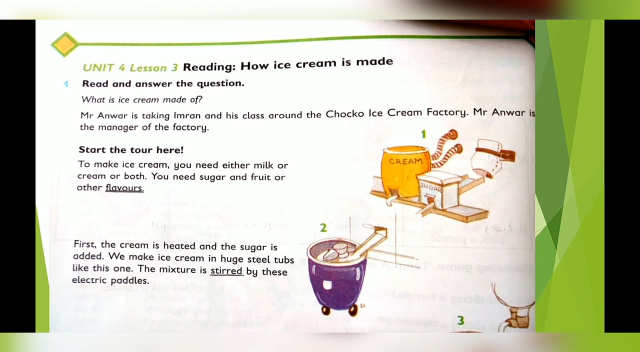 UNIT 4 Lesson 3 Reading: How ice cream is made
1 Read and answer the question.
What is ice cream made of?
Mr Anwar is taking Imran and his class around the Chocko Ice Cream Factory. Mr Anwar is
the manager of the factory.
Start the tour here!
To make ice cream, you need either milk or
cream or both. You need sugar and fruit or
other flavours.
1
CREAM
SUGAR
2
First, the cream is heated and the sugar is
added. We make ice cream in huge steel tubs
like this one. The mixture is stirred by these
electric paddles.
3